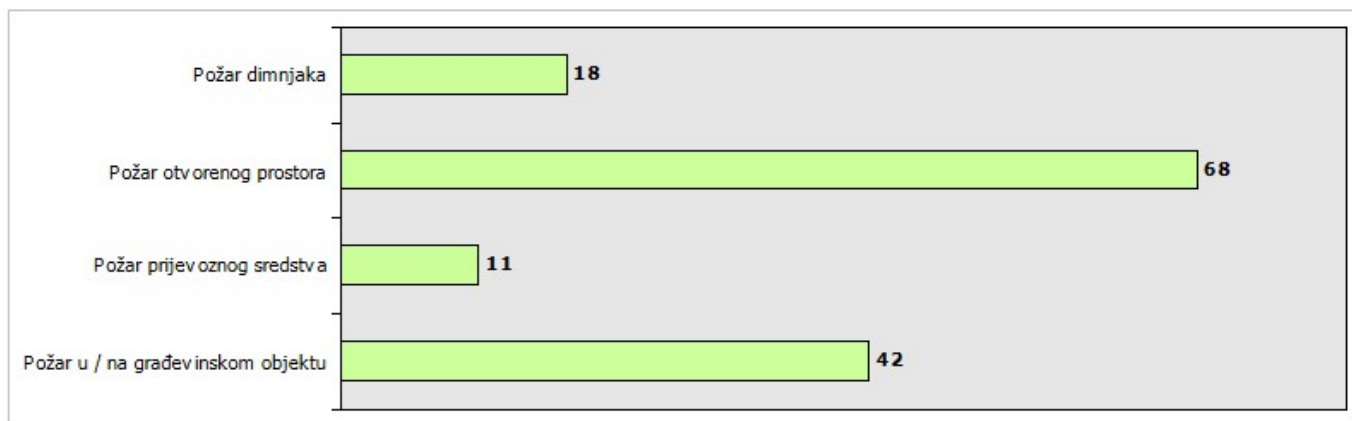 Požar dimnjaka 18
Požar otvorenog prostora 68
Požar prijevoznog sredstva 11
Požar u / na građevinskom objektu 42